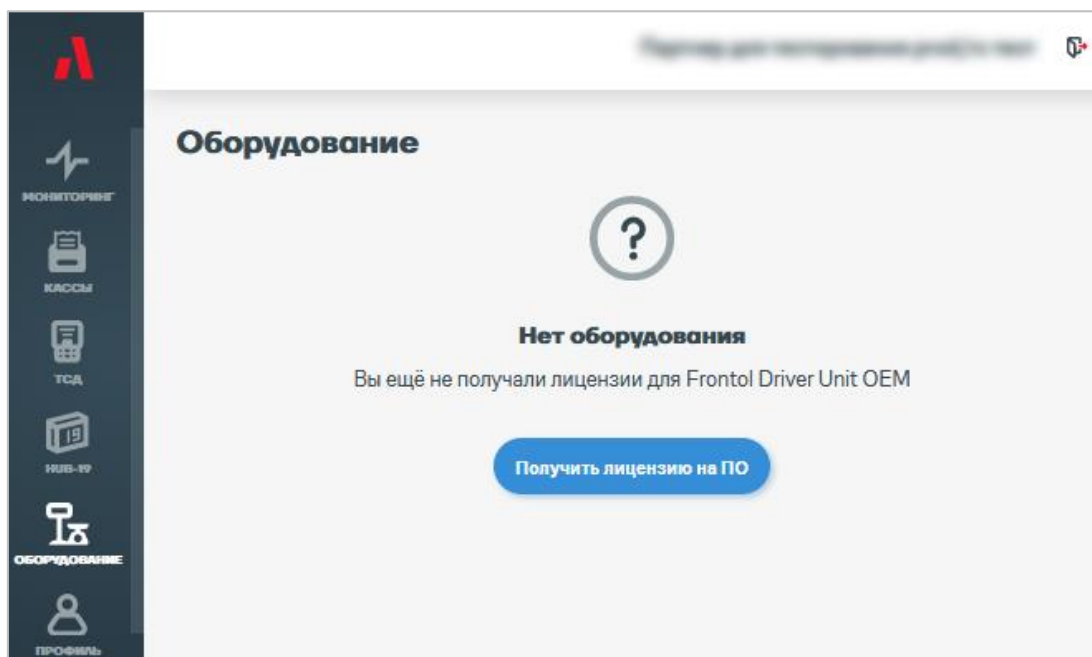 Оборудование
МОНИТОРИНГ
КАССЫ
ТСД
19
HUB-19
ОБОРУДОВАНИЕ
ПРОФИЛЬ
?
Нет оборудования
Вы ещё не получали лицензии для Frontol Driver Unit OEM
Получить лицензию на ПО